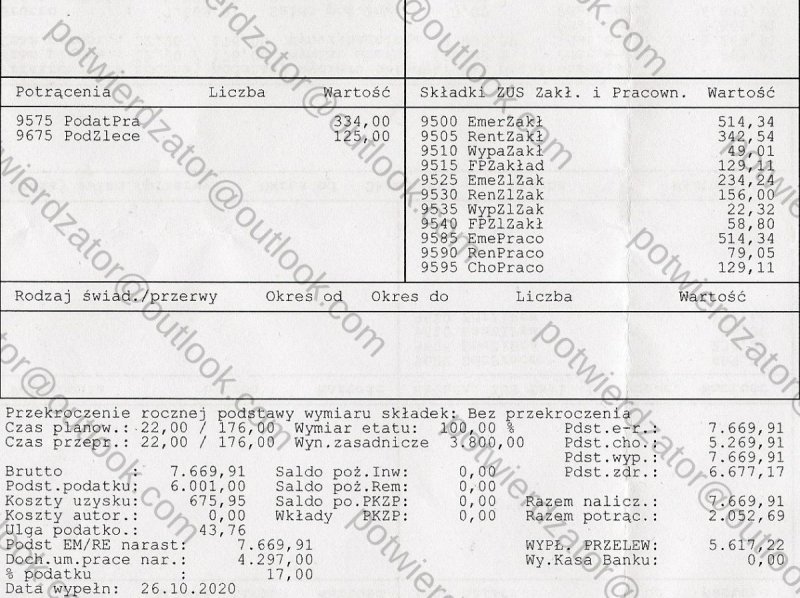 Potrącenia Liczba Wartość
9575 PodatPra 334,00
9675 PodZlece 125,00
Składki ZUS Zakł. i Pracown. Wartość
9500 EmerZakł 514,34
9505 RentZakł 342,54
9510 WypaZakł 49,01
9515 FPZakład 129,11
9525 EmeZlZak 234,24
9530 RenZlZak 156,00
9535 WypZlZak 22,32
9540 FPZlZakł 58,80
9585 EmePraco 514,34
9590 RenPraco 79,05
9595 ChoPraco 129,11
Rodzaj świad./przerwy Okres od Okres do Liczba Wartość
Przekroczenie rocznej podstawy wymiaru składek: Bez przekroczenia
Czas planow.: 22,00 / 176,00 Wymiar etatu: 100,00 % Pdst.e-r.: 7.669,91
Czas przepr.: 22,00 / 176,00 Wyn.zasadnicze 3.800,00 Pdst.cho.: 5.269,91
Pdst.wyp.: 7.669,91
Brutto : 7.669,91 Saldo poż.Inw: 0,00 Pdst.zdr.: 6.677,17
Podst.podatku: 6.001,00 Saldo poż.Rem: 0,00
Koszty uzysku: 675,95 Saldo po.PKZP: 0,00 Razem nalicz.: 7.669,91
Koszty autor.: 0,00 Wkłady PKZP: 0,00 Razem potrąc.: 2.052,69
Ulga podatko.: 43,76
Podst EM/RE narast: 7.669,91 WYPŁ. PRZELEW: 5.617,22
Doch.um.prace nar.: 4.297,00 Wy.Kasa Banku: 0,00
% podatku : 17,00
Data wypełn: 26.10.2020
potwierdzator@outlook.com
potwierdzator@outlook.com
potwierdzator@outlook.com
potwierdzator@outlook.com